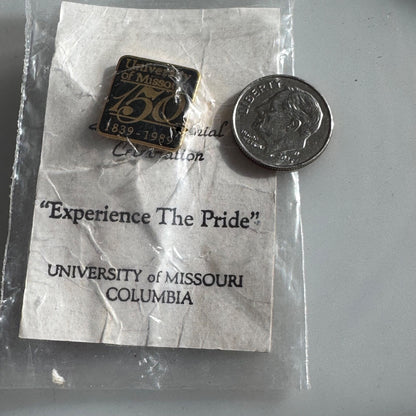 University
of Missouri
150
1839-1989
Celebration
"Experience The Pride"
UNIVERSITY of MISSOURI
COLUMBIA
LIBERTY